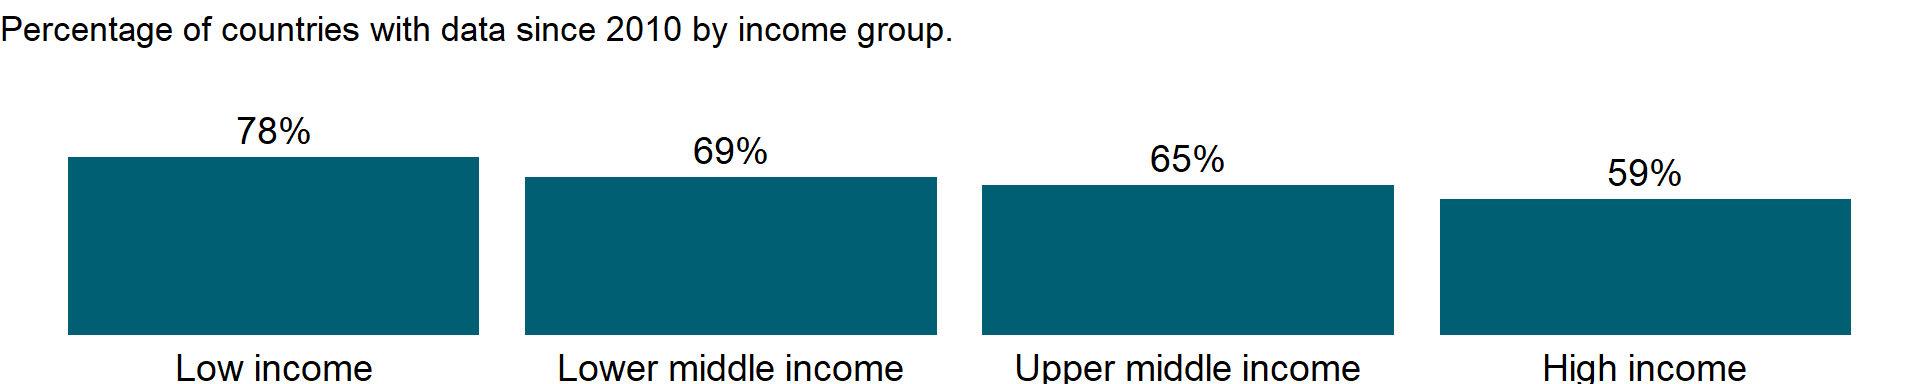 Percentage of countries with data since 2010 by income group.
78%
69%
65%
59%
Low income
Lower middle income
Upper middle income
High income